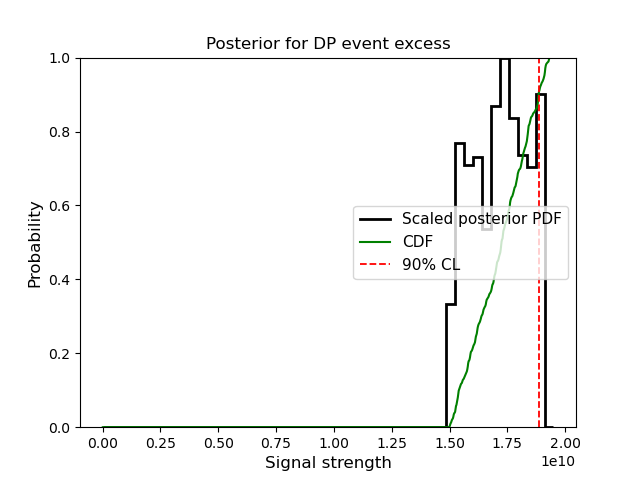 Posterior for DP event excess
1.0
0.8
0.6
0.4
0.2
0.0
Probability
Scaled posterior PDF
CDF
90% CL
0.00 0.25 0.50 0.75 1.00 1.25 1.50 1.75 2.00
1e10
Signal strength